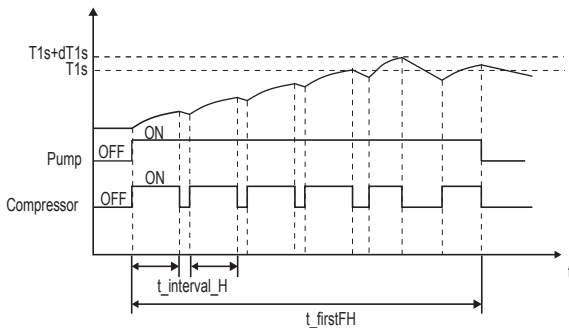 T1s+dT1s
T1s
ON
OFF
Pump
ON
OFF
Compressor
t
t_interval_H
t_firstFH